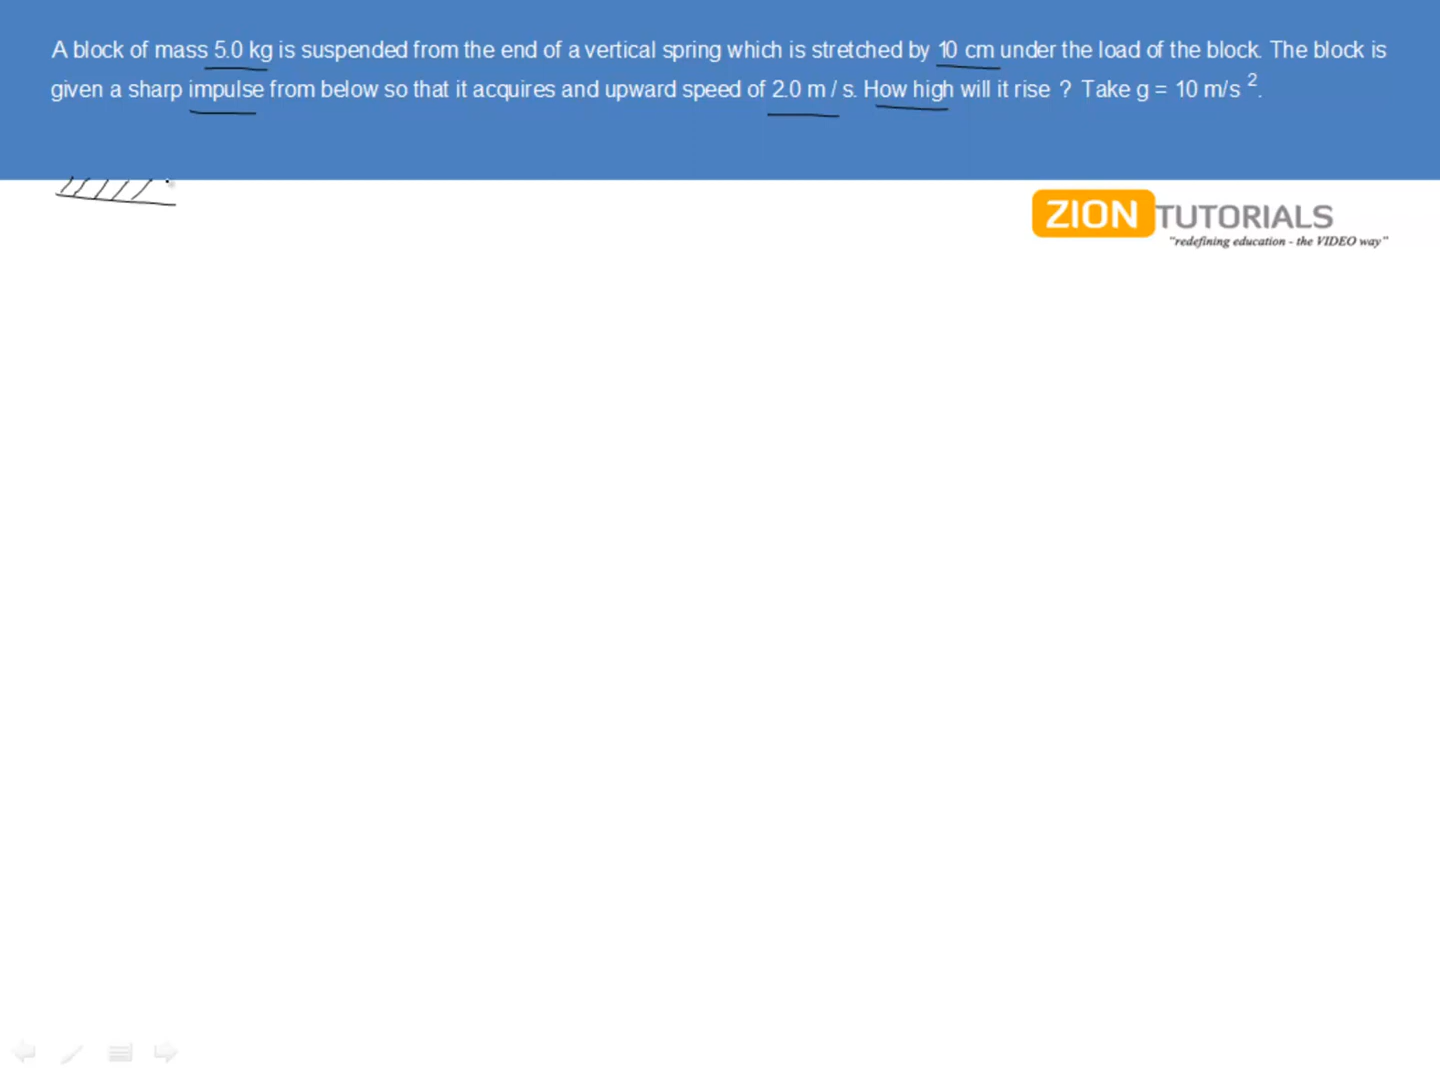 A block of mass 5.0 kg is suspended from the end of a vertical spring which is stretched by 10 cm under the load of the block. The block is
given a sharp impulse from below so that it acquires and upward speed of 2.0 m / s. How high will it rise ? Take g = 10 m/s 2.
ZION TUTORIALS
"redefining education - the VIDEO way"